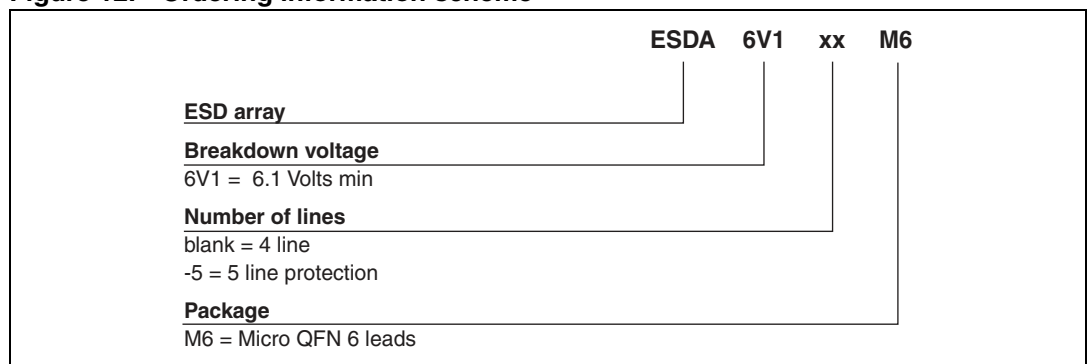 Figure 12. Ordering information scheme
ESDA 6V1 xx M6
ESD array
Breakdown voltage
6V1 = 6.1 Volts min
Number of lines
blank = 4 line
-5 = 5 line protection
Package
M6 = Micro QFN 6 leads